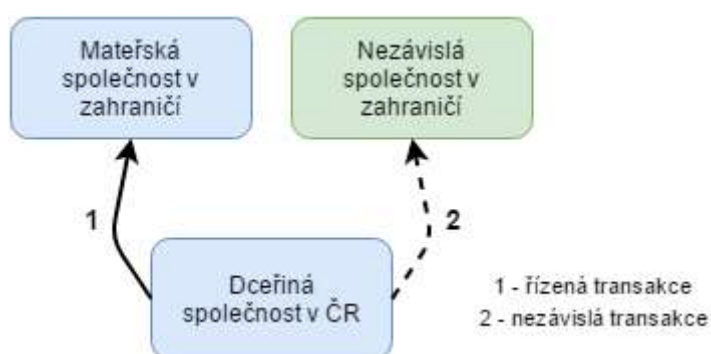 Mateřská
společnost v
zahraničí
Nezávislá
společnost v
zahraničí
1
2
Dceřiná
společnost v ČR
1 - řízená transakce
2 - nezávislá transakce